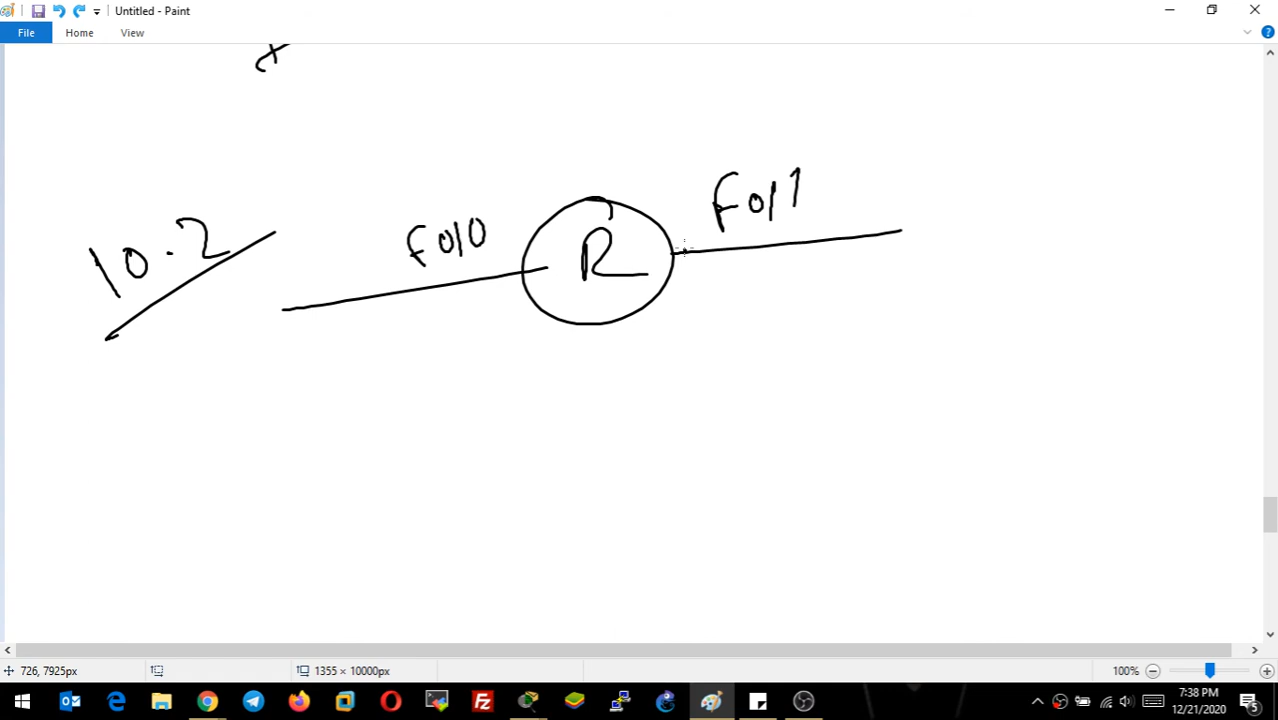 Untitled - Paint
File Home View
10.2 F0/0 R F0/1
726, 7925px 1355 × 10000px 100%
7:38 PM
12/21/2020 5